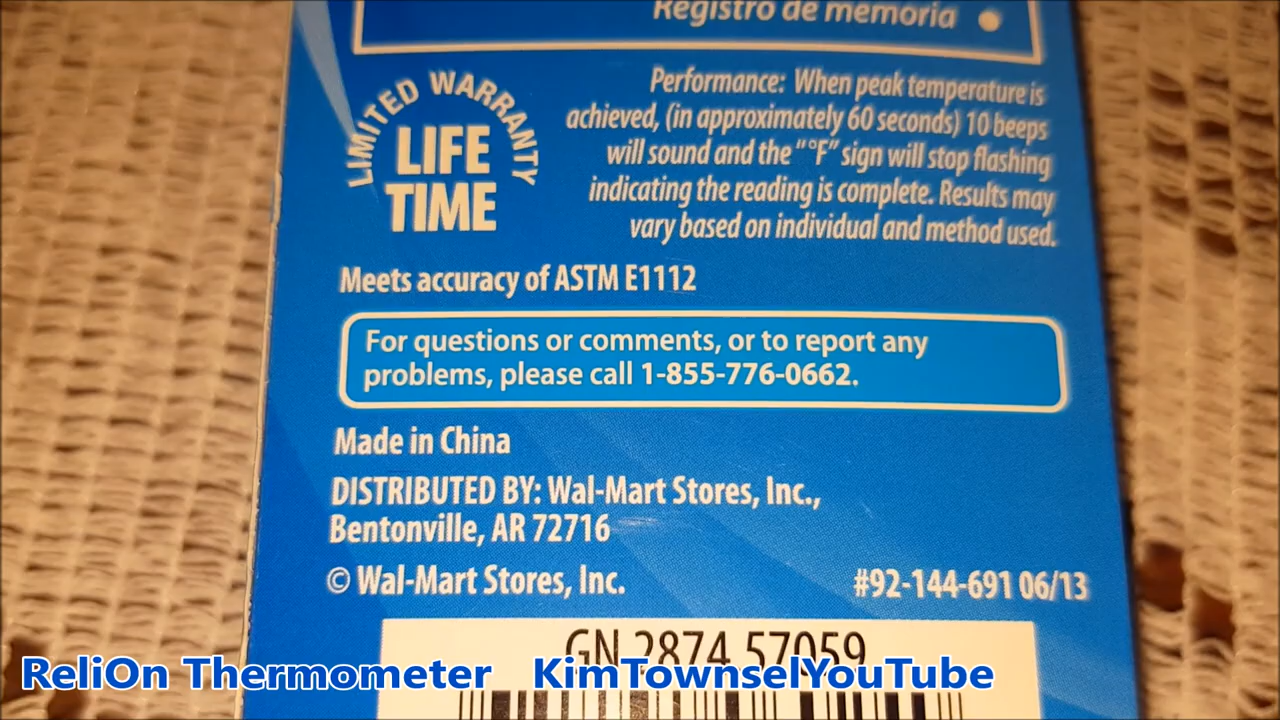 Registro de memoria
LIMITED WARRANTY
LIFE
TIME
Performance: When peak temperature is
achieved, (in approximately 60 seconds) 10 beeps
will sound and the "°F" sign will stop flashing
indicating the reading is complete. Results may
vary based on individual and method used.
Meets accuracy of ASTM E1112
For questions or comments, or to report any
problems, please call 1-855-776-0662.
Made in China
DISTRIBUTED BY: Wal-Mart Stores, Inc.,
Bentonville, AR 72716
© Wal-Mart Stores, Inc.
#92-144-691 06/13
GN 2874 57059
ReliOn Thermometer KimTownselYouTube